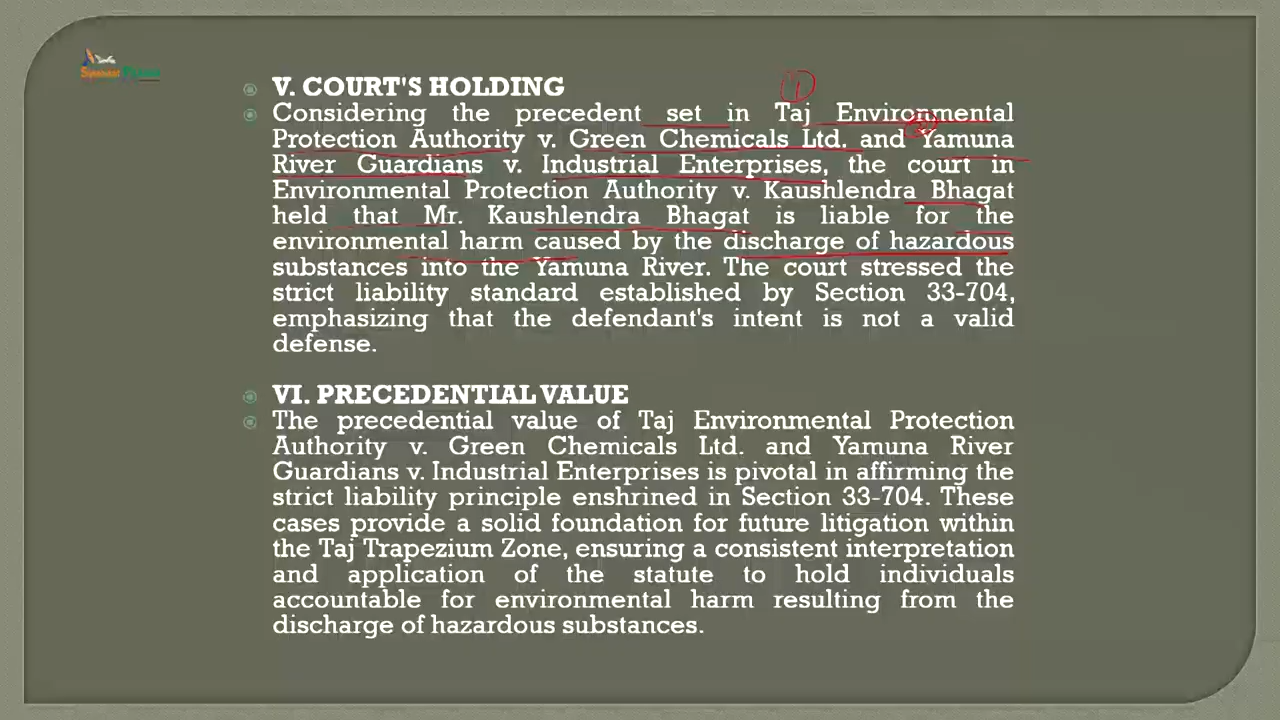 V. COURT'S HOLDING
1
Considering the precedent set in Taj Environmental
2
Protection Authority v. Green Chemicals Ltd. and Yamuna
River Guardians v. Industrial Enterprises, the court in
Environmental Protection Authority v. Kaushlendra Bhagat
held that Mr. Kaushlendra Bhagat is liable for the
environmental harm caused by the discharge of hazardous
substances into the Yamuna River. The court stressed the
strict liability standard established by Section 33-704,
emphasizing that the defendant's intent is not a valid
defense.
VI. PRECEDENTIAL VALUE
The precedential value of Taj Environmental Protection
Authority v. Green Chemicals Ltd. and Yamuna River
Guardians v. Industrial Enterprises is pivotal in affirming the
strict liability principle enshrined in Section 33-704. These
cases provide a solid foundation for future litigation within
the Taj Trapezium Zone, ensuring a consistent interpretation
and application of the statute to hold individuals
accountable for environmental harm resulting from the
discharge of hazardous substances.